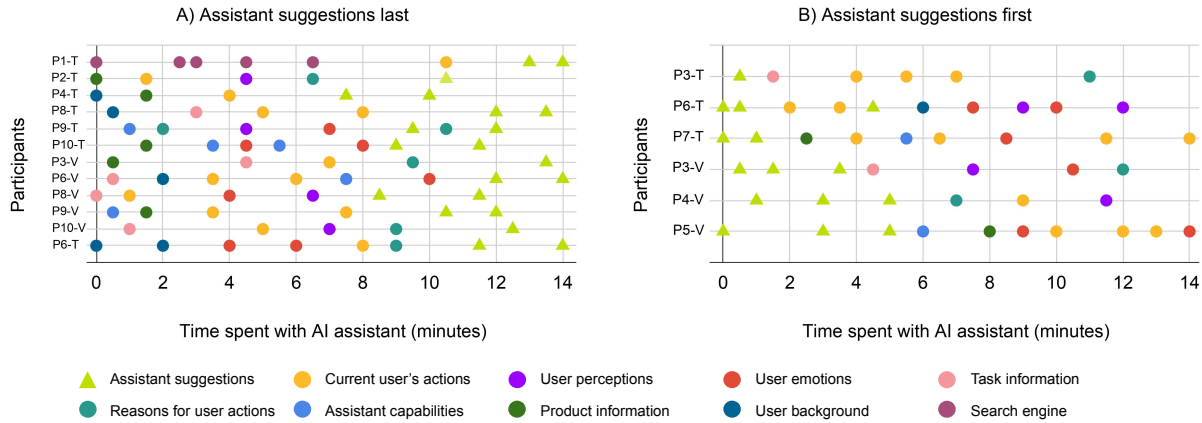 A) Assistant suggestions last
B) Assistant suggestions first
Participants
P1-T
P2-T
P4-T
P8-T
P9-T
P10-T
P3-V
P6-V
P8-V
P9-V
P10-V
P6-T
0 2 4 6 8 10 12 14
Time spent with AI assistant (minutes)
Participants
P3-T
P6-T
P7-T
P3-V
P4-V
P5-V
0 2 4 6 8 10 12 14
Time spent with AI assistant (minutes)
Assistant suggestions
Current user's actions
User perceptions
User emotions
Task information
Reasons for user actions
Assistant capabilities
Product information
User background
Search engine